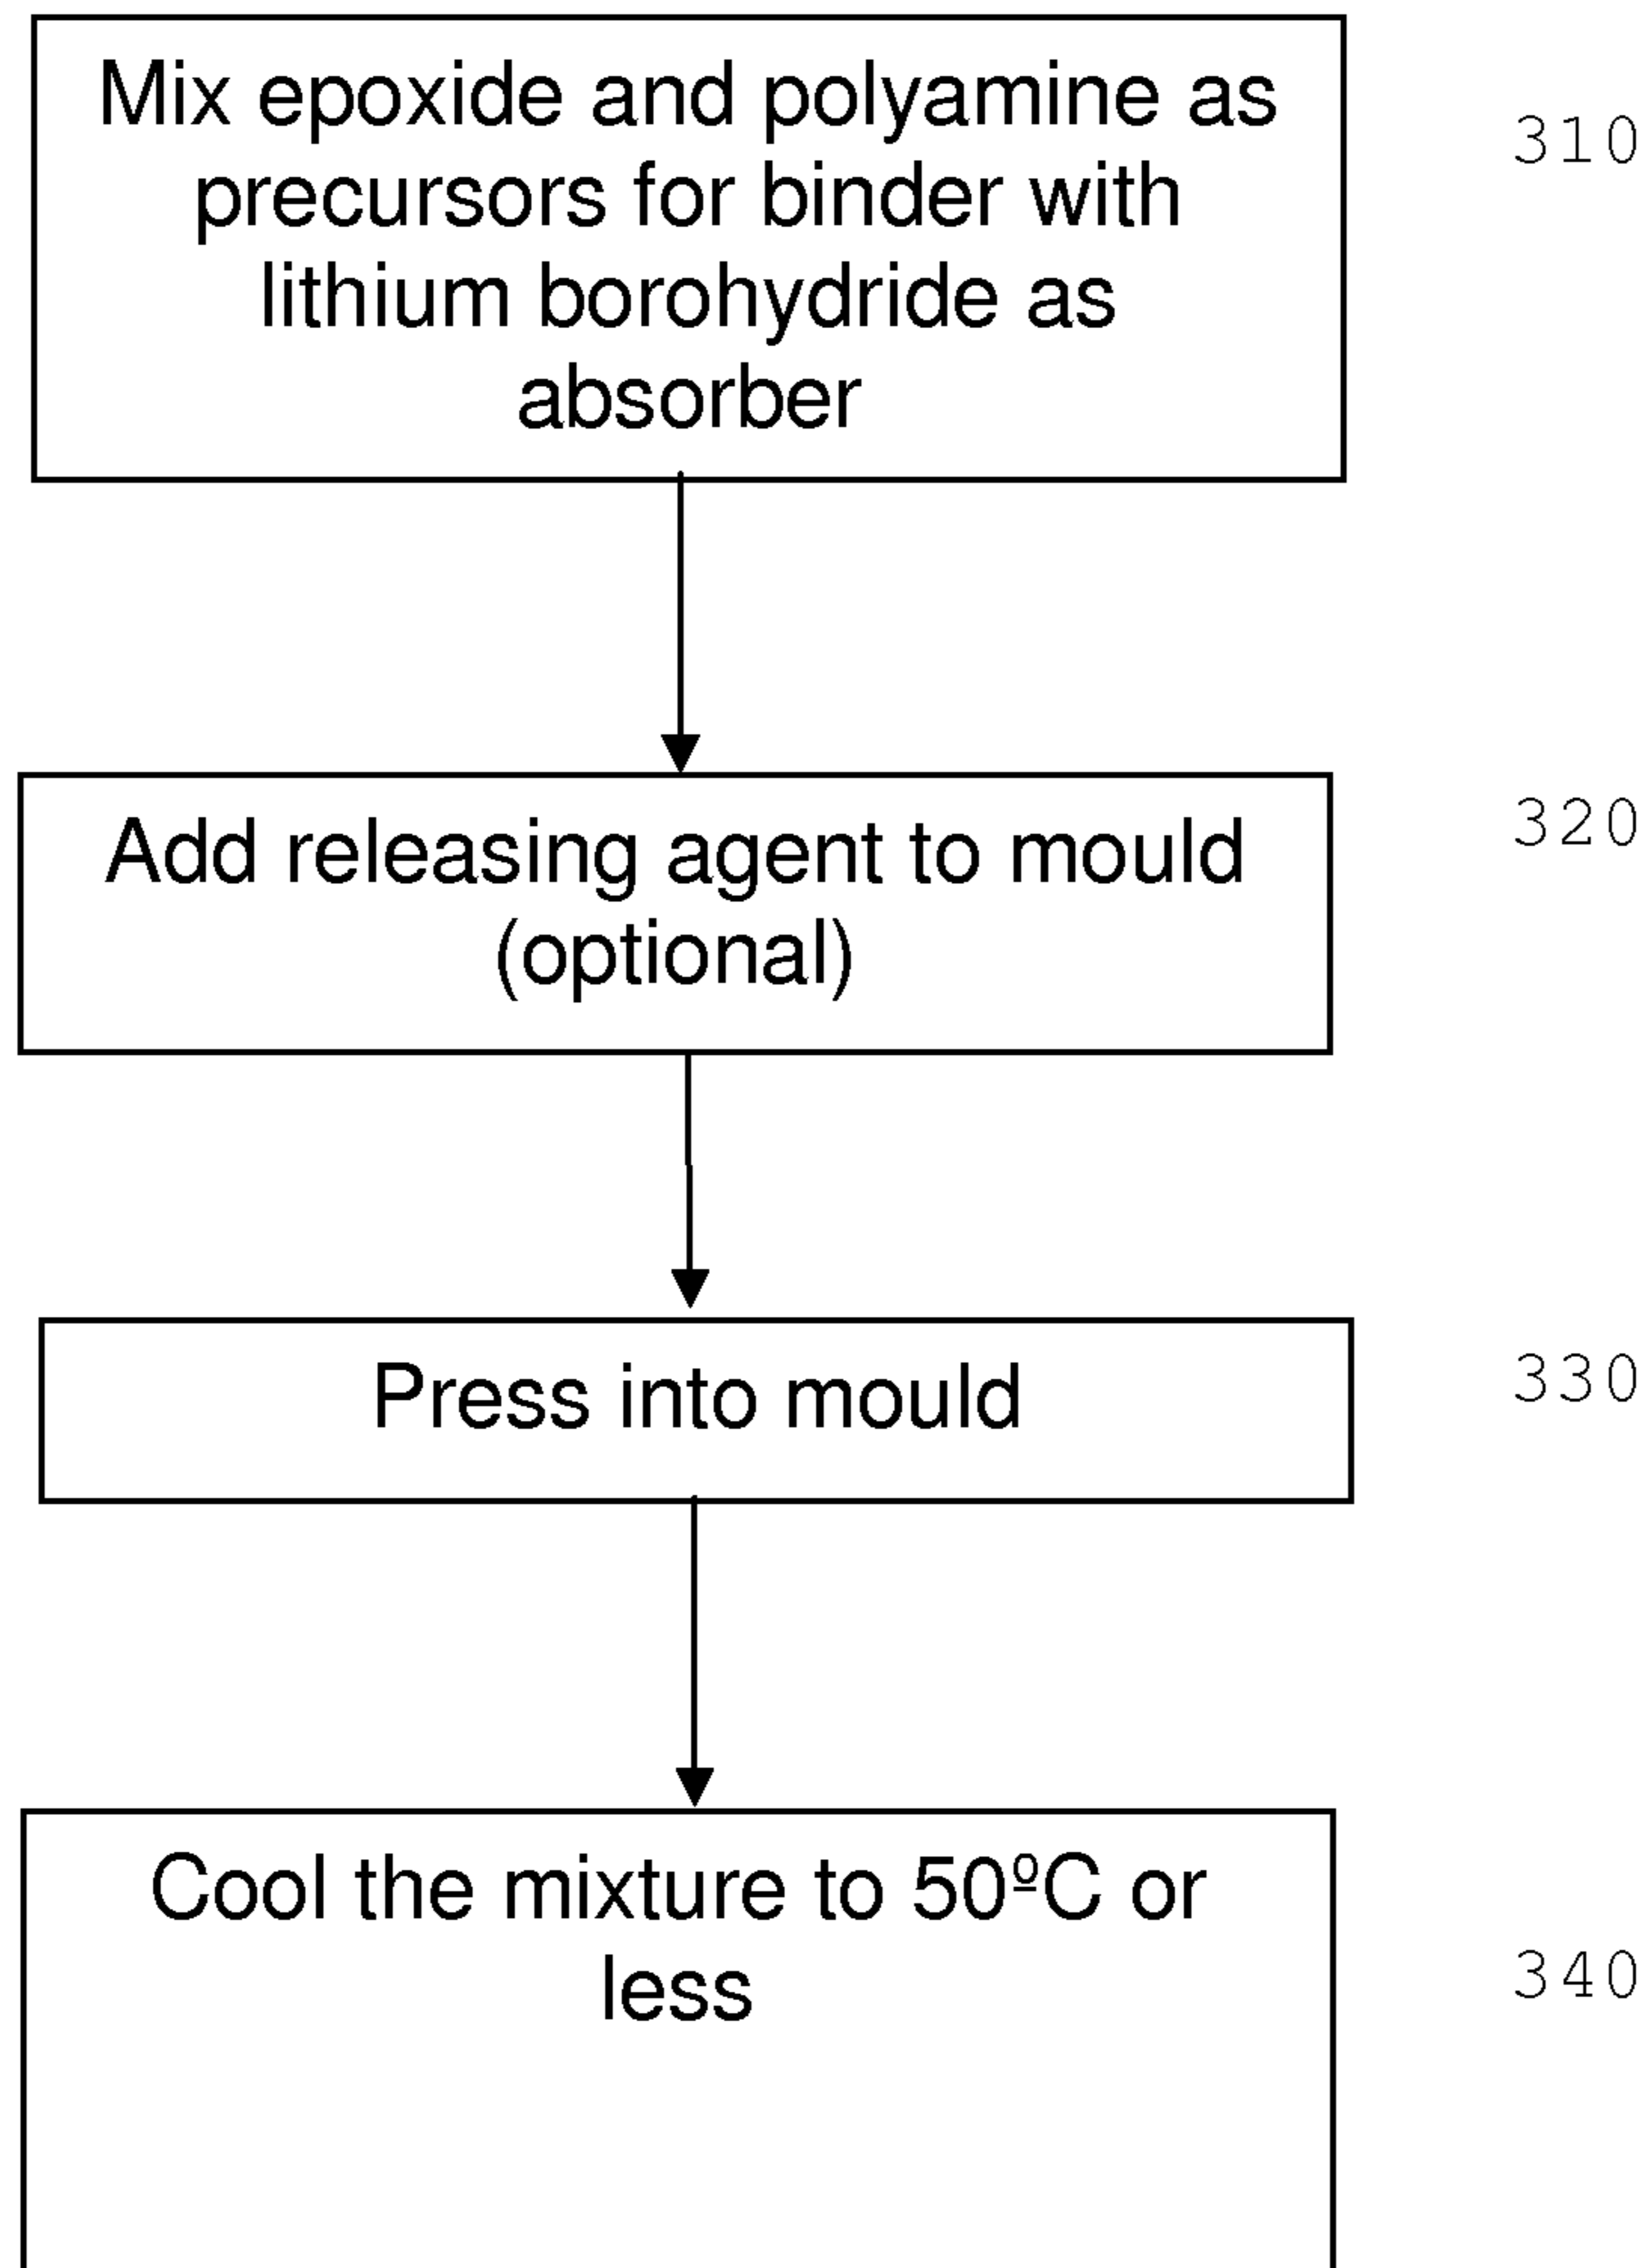 Mix epoxide and polyamine as
precursors for binder with
lithium borohydride as
absorber
310
Add releasing agent to mould
(optional)
320
Press into mould
330
Cool the mixture to 50ºC or
less
340